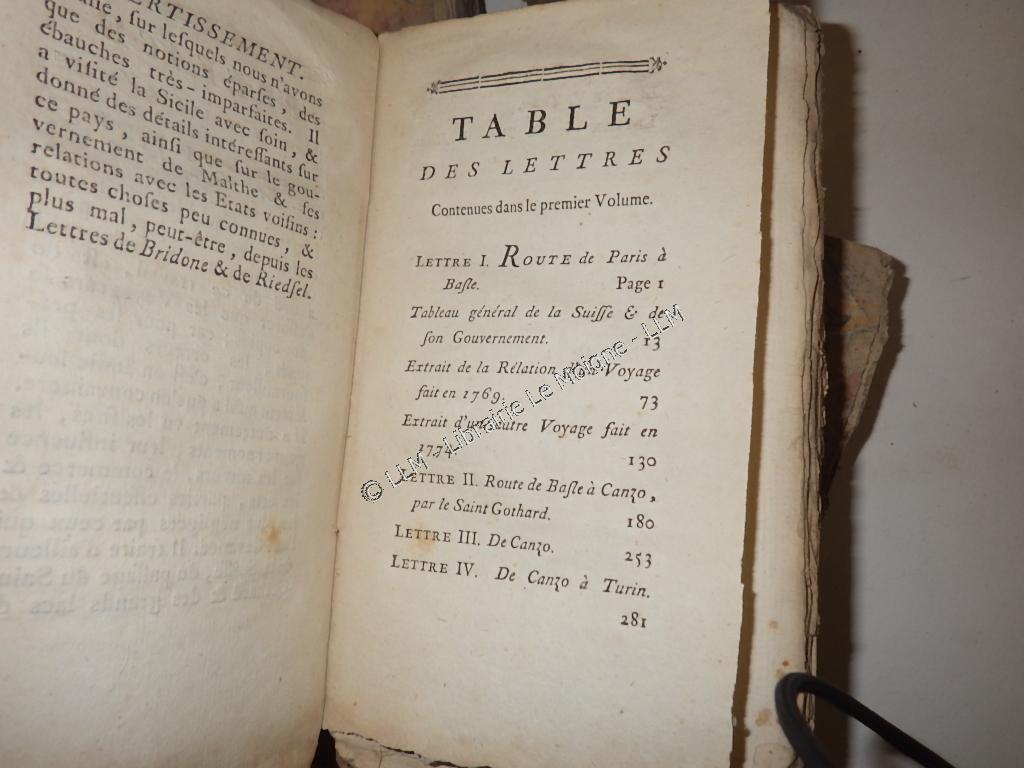 ERTISSEMENT.
sur lesquels nous n'avons
que des notions éparses, des
ébauches très-imparfaites. Il
a visité la Sicile avec soin, &
donné des détails intéressants sur
ce pays, ainsi que sur le gou-
vernement de Malthe & ses
relations avec les Etats voisins :
toutes choses peu connues, &
plus mal, peut-être, depuis les
Lettres de Bridone & de Riedsel.
TABLE
DES LETTRES
Contenues dans le premier Volume.
LETTRE I. ROUTE de Paris à
Basle. Page 1
Tableau général de la Suisse & de
son Gouvernement. 13
Extrait de la Rélation Voyage
fait en 1769. 73
Extrait d'un autre Voyage fait en
1774. 130
LETTRE II. Route de Basle à Canzo,
par le Saint Gothard. 180
LETTRE III. De Canzo. 253
LETTRE IV. De Canzo à Turin.
281
© LLM - Librairie Le Moigne - LLM